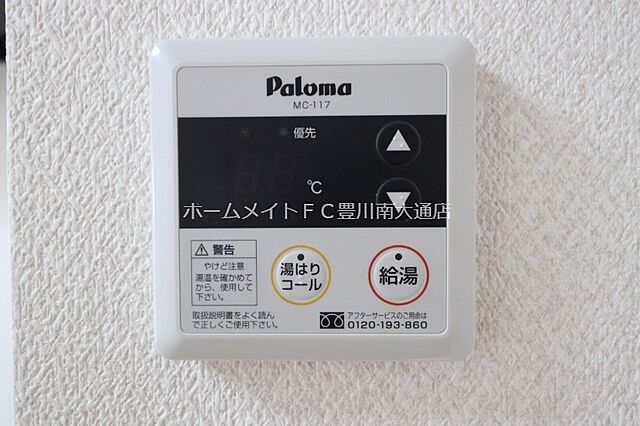 Paloma
MC-117
優先
℃
ホームメイトＦＣ豊川南大通店
警告
やけど注意
湯温を確かめて
から、使用して
下さい。
湯はり
コール
給湯
取扱説明書をよく読ん
で正しくご使用下さい。
アフターサービスのご用命は
0120-193-860